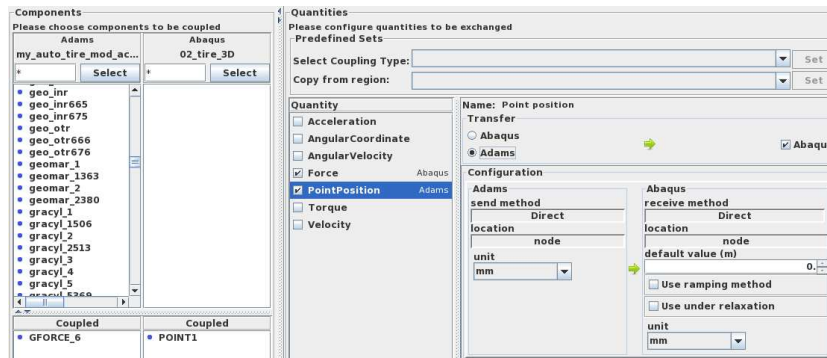 Components
Please choose components to be coupled
Adams
my_auto_tire_mod_ac...
*
Select
Abaqus
02_tire_3D
*
Select
geo_inr
geo_inr665
geo_inr675
geo_otr
geo_otr666
geo_otr676
geomar_1
geomar_1363
geomar_2
geomar_2380
gracyl_1
gracyl_1506
gracyl_2
gracyl_2513
gracyl_3
gracyl_4
gracyl_5
gracyl_5369
Coupled
GFORCE_6
Coupled
POINT1
Quantities
Please configure quantities to be exchanged
Predefined Sets
Select Coupling Type:
Set
Copy from region:
Set
Quantity
Acceleration
AngularCoordinate
AngularVelocity
Force Abaqus
PointPosition Adams
Torque
Velocity
Name: Point position
Transfer
Abaqus
Adams
Abaqu
Configuration
Adams
send method
Direct
location
node
unit
mm
Abaqus
receive method
Direct
location
node
default value (m)
0.
Use ramping method
Use under relaxation
unit
mm